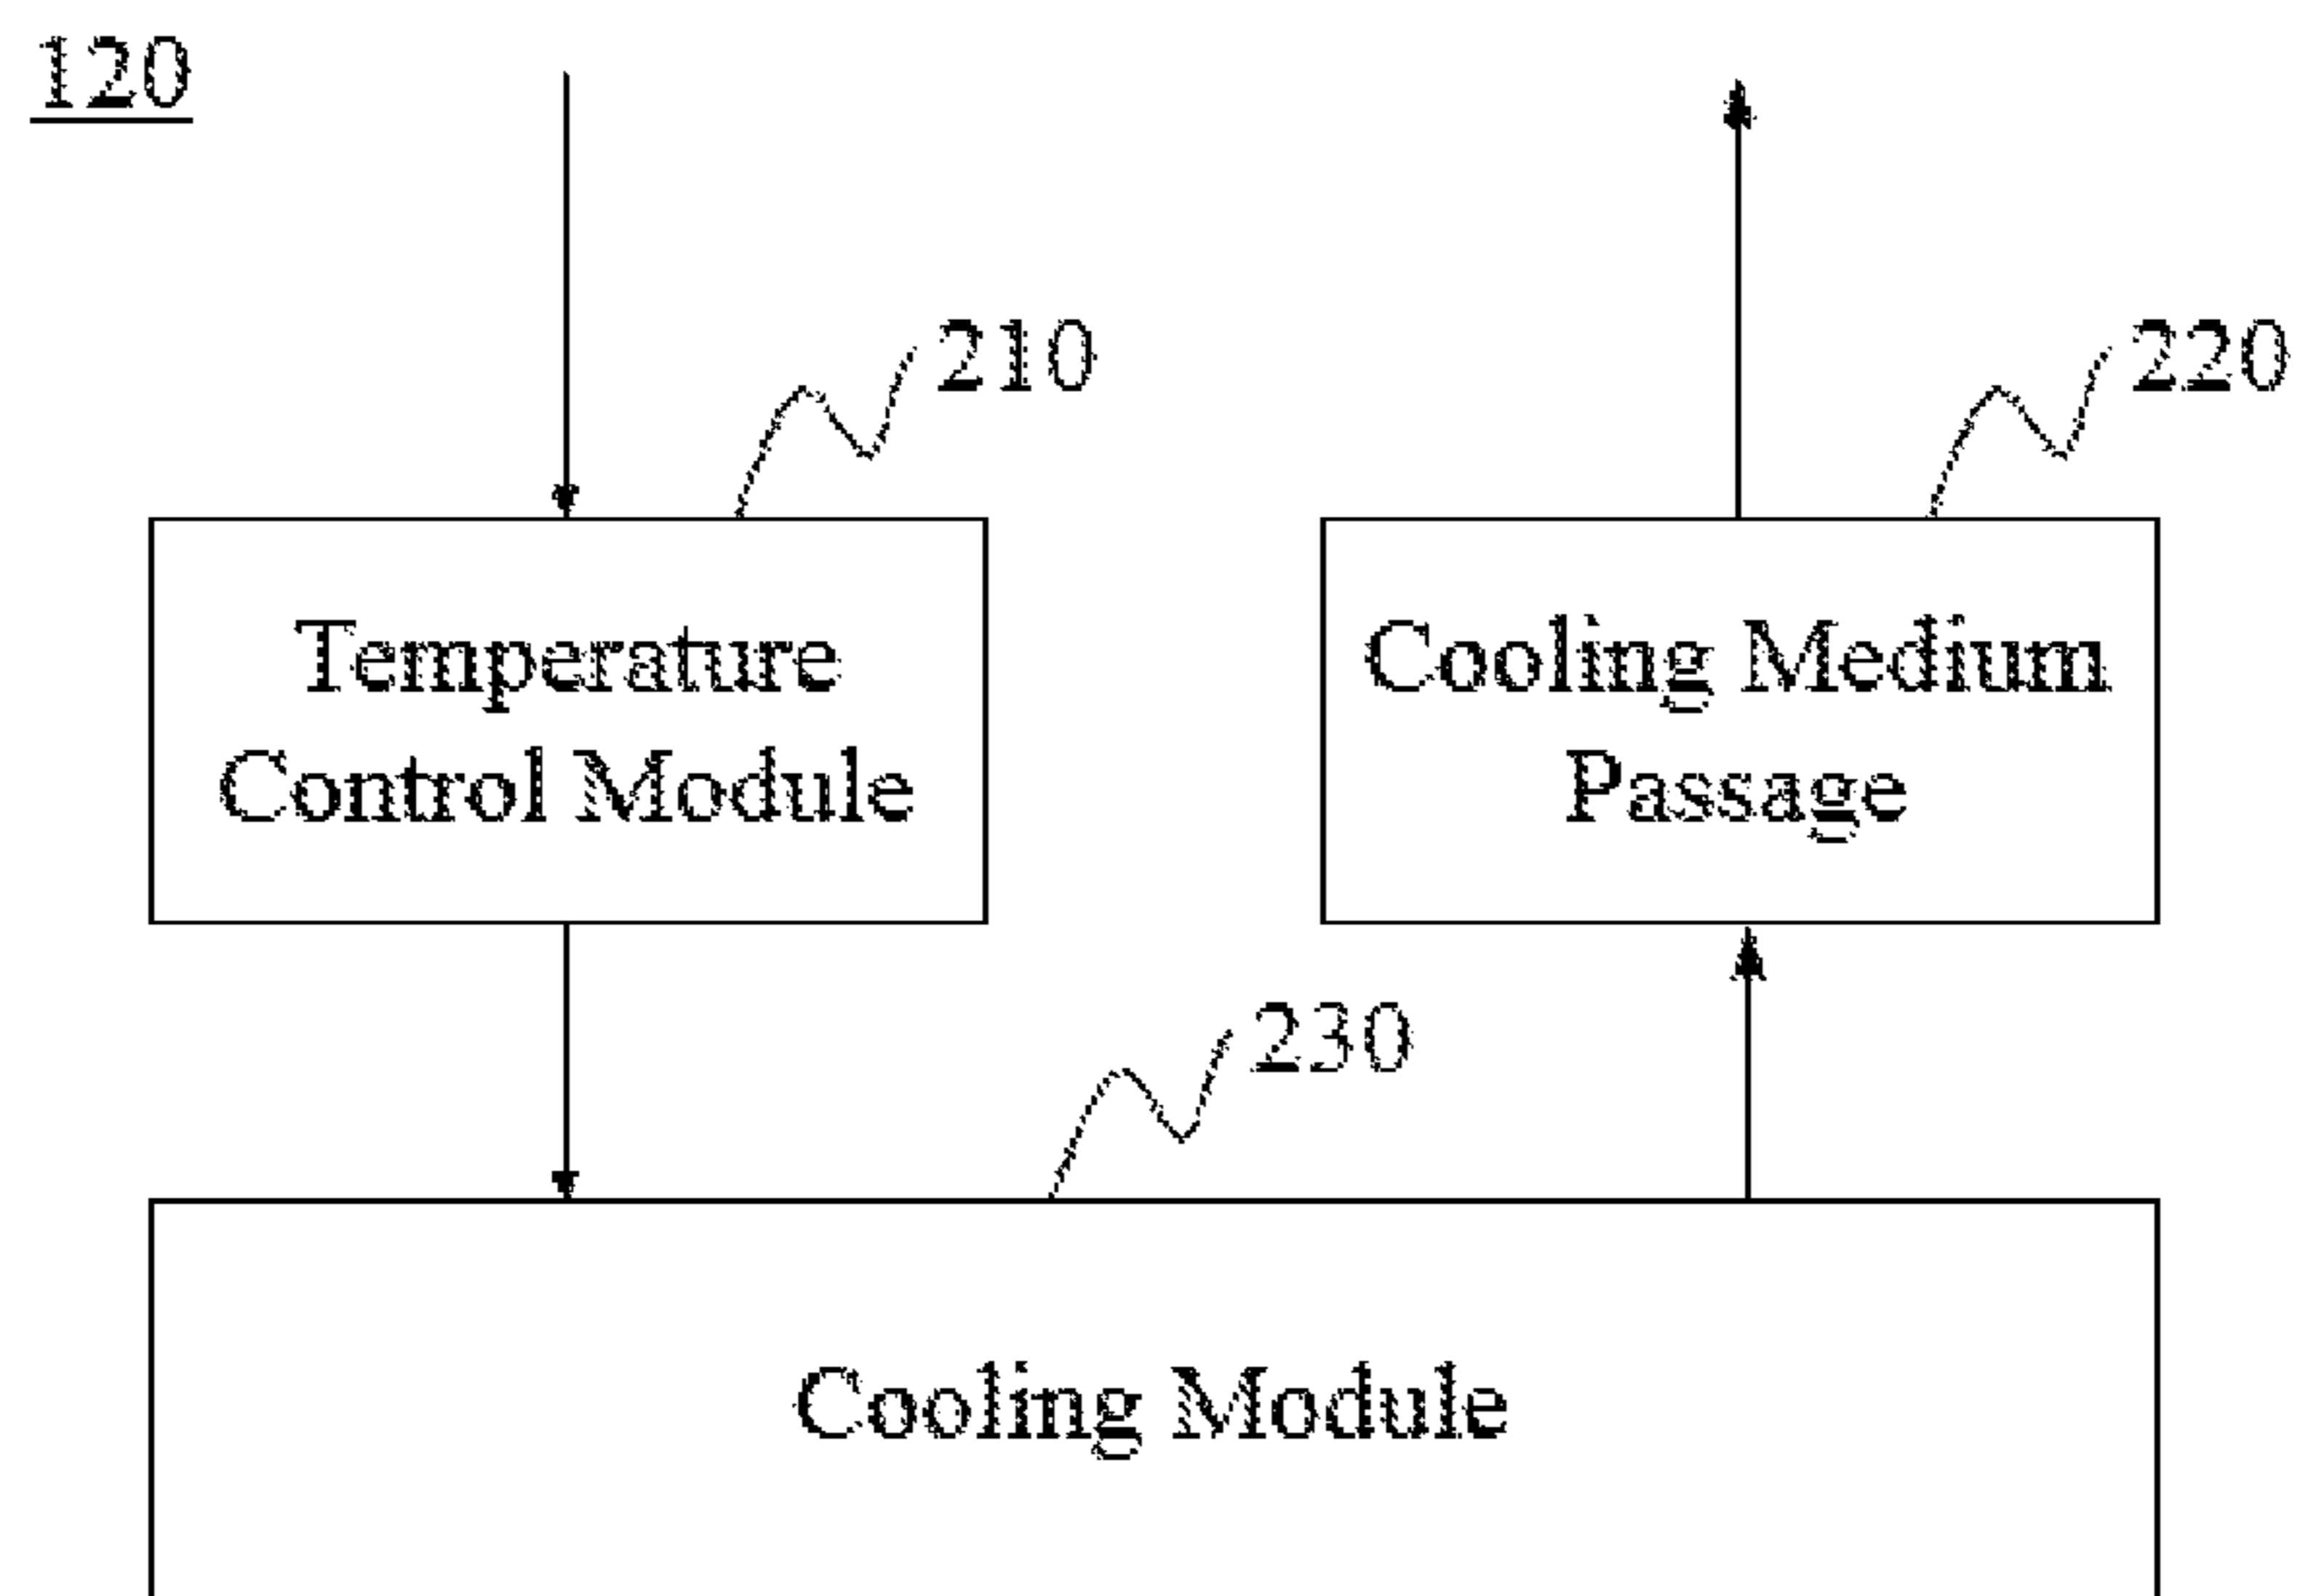 120
210
220
Temperature
Control Module
Cooling Medium
Passage
230
Cooling Module